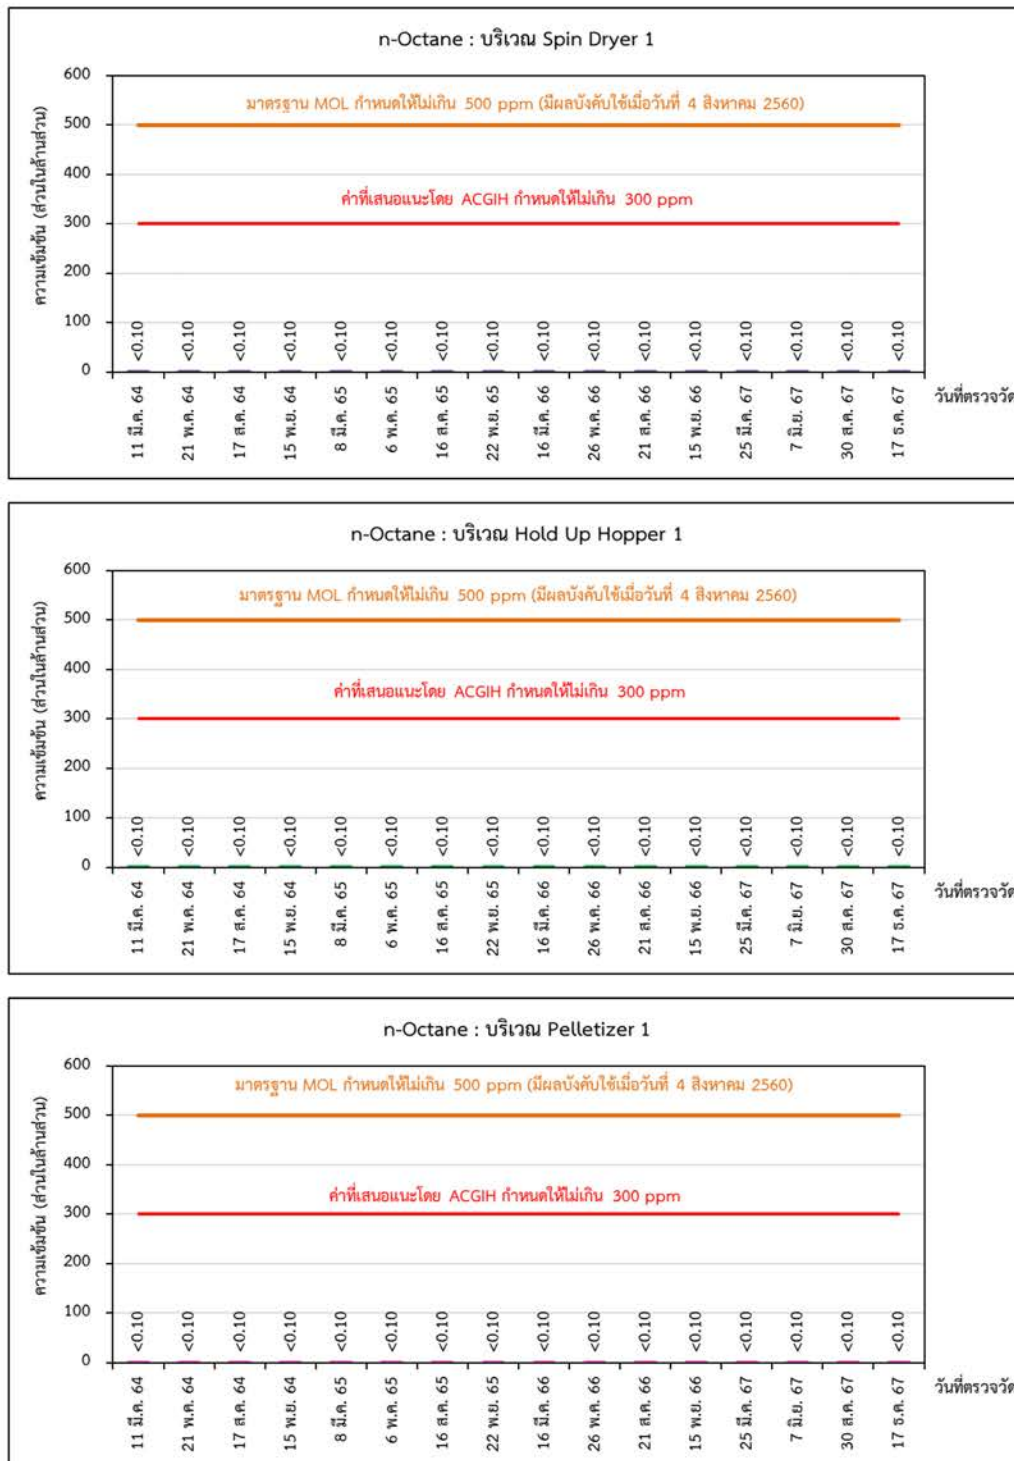 n-Octane : บริเวณ Spin Dryer 1
ความเข้มข้น (ส่วนในล้านส่วน)
600
500
400
300
200
100
0
มาตรฐาน MOL กำหนดให้ไม่เกิน 500 ppm (มีผลบังคับใช้เมื่อวันที่ 4 สิงหาคม 2560)
ค่าที่เสนอแนะโดย ACGIH กำหนดให้ไม่เกิน 300 ppm
<0.10 <0.10 <0.10 <0.10 <0.10 <0.10 <0.10 <0.10 <0.10 <0.10 <0.10 <0.10 <0.10 <0.10 <0.10 <0.10
11 มี.ค. 64
21 พ.ค. 64
17 ส.ค. 64
15 พ.ย. 64
8 มี.ค. 65
6 พ.ค. 65
16 ส.ค. 65
22 พ.ย. 65
16 มี.ค. 66
26 พ.ค. 66
21 ส.ค. 66
15 พ.ย. 66
25 มี.ค. 67
7 มิ.ย. 67
30 ส.ค. 67
17 ธ.ค. 67
วันที่ตรวจวัด
n-Octane : บริเวณ Hold Up Hopper 1
ความเข้มข้น (ส่วนในล้านส่วน)
600
500
400
300
200
100
0
มาตรฐาน MOL กำหนดให้ไม่เกิน 500 ppm (มีผลบังคับใช้เมื่อวันที่ 4 สิงหาคม 2560)
ค่าที่เสนอแนะโดย ACGIH กำหนดให้ไม่เกิน 300 ppm
<0.10 <0.10 <0.10 <0.10 <0.10 <0.10 <0.10 <0.10 <0.10 <0.10 <0.10 <0.10 <0.10 <0.10 <0.10 <0.10
11 มี.ค. 64
21 พ.ค. 64
17 ส.ค. 64
15 พ.ย. 64
8 มี.ค. 65
6 พ.ค. 65
16 ส.ค. 65
22 พ.ย. 65
16 มี.ค. 66
26 พ.ค. 66
21 ส.ค. 66
15 พ.ย. 66
25 มี.ค. 67
7 มิ.ย. 67
30 ส.ค. 67
17 ธ.ค. 67
วันที่ตรวจวัด
n-Octane : บริเวณ Pelletizer 1
ความเข้มข้น (ส่วนในล้านส่วน)
600
500
400
300
200
100
0
มาตรฐาน MOL กำหนดให้ไม่เกิน 500 ppm (มีผลบังคับใช้เมื่อวันที่ 4 สิงหาคม 2560)
ค่าที่เสนอแนะโดย ACGIH กำหนดให้ไม่เกิน 300 ppm
<0.10 <0.10 <0.10 <0.10 <0.10 <0.10 <0.10 <0.10 <0.10 <0.10 <0.10 <0.10 <0.10 <0.10 <0.10 <0.10
11 มี.ค. 64
21 พ.ค. 64
17 ส.ค. 64
15 พ.ย. 64
8 มี.ค. 65
6 พ.ค. 65
16 ส.ค. 65
22 พ.ย. 65
16 มี.ค. 66
26 พ.ค. 66
21 ส.ค. 66
15 พ.ย. 66
25 มี.ค. 67
7 มิ.ย. 67
30 ส.ค. 67
17 ธ.ค. 67
วันที่ตรวจวัด